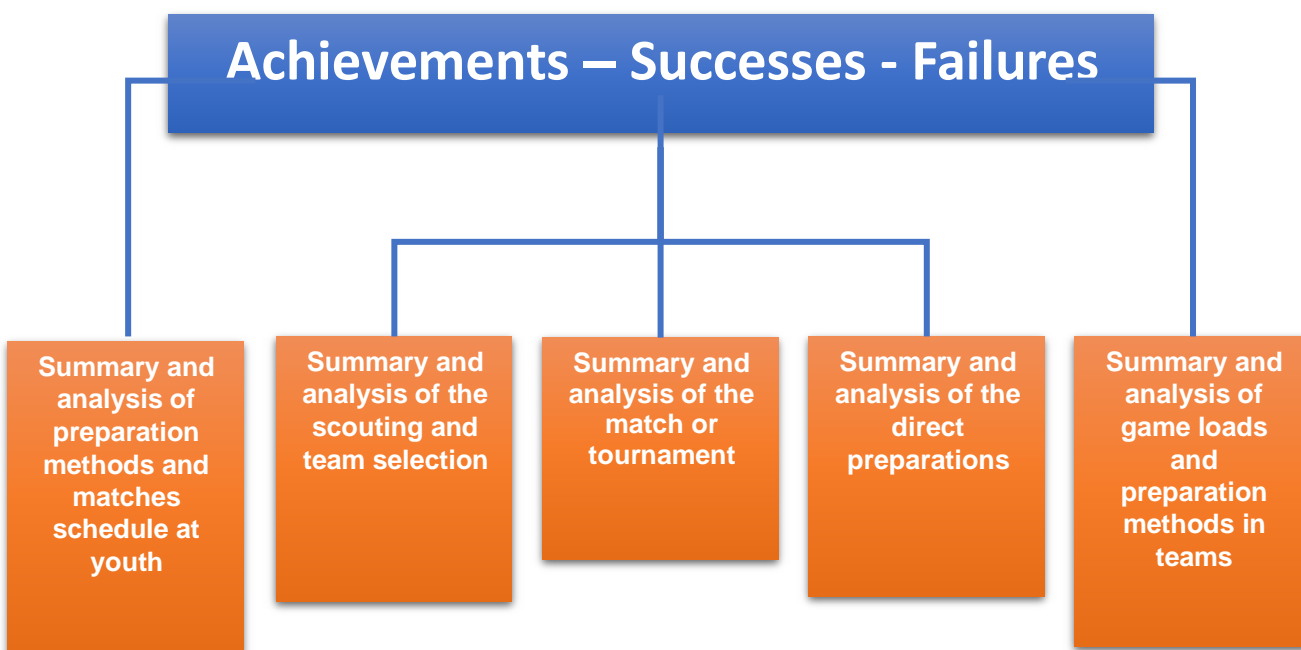 Achievements – Successes - Failures
Summary and
analysis of
preparation
methods and
matches
schedule at
youth
Summary and
analysis of the
scouting and
team selection
Summary and
analysis of the
match or
tournament
Summary and
analysis of the
direct
preparations
Summary and
analysis of
game loads
and
preparation
methods in
teams